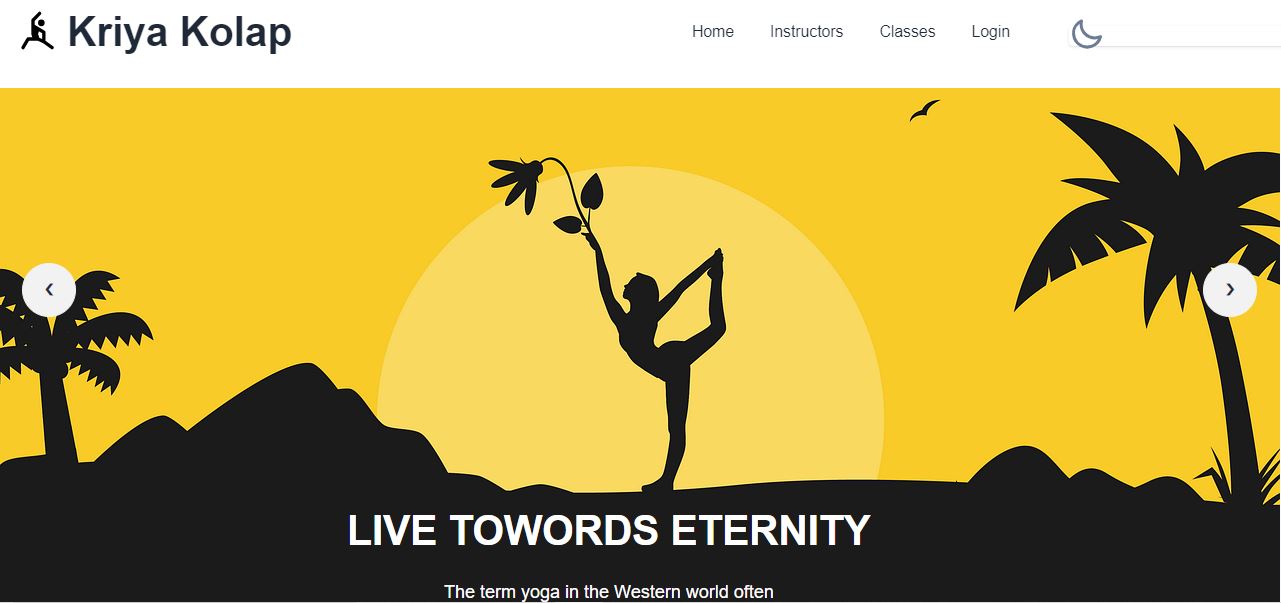 Kriya Kolap
Home Instructors Classes Login
❮ ❯
LIVE TOWORDS ETERNITY
The term yoga in the Western world often